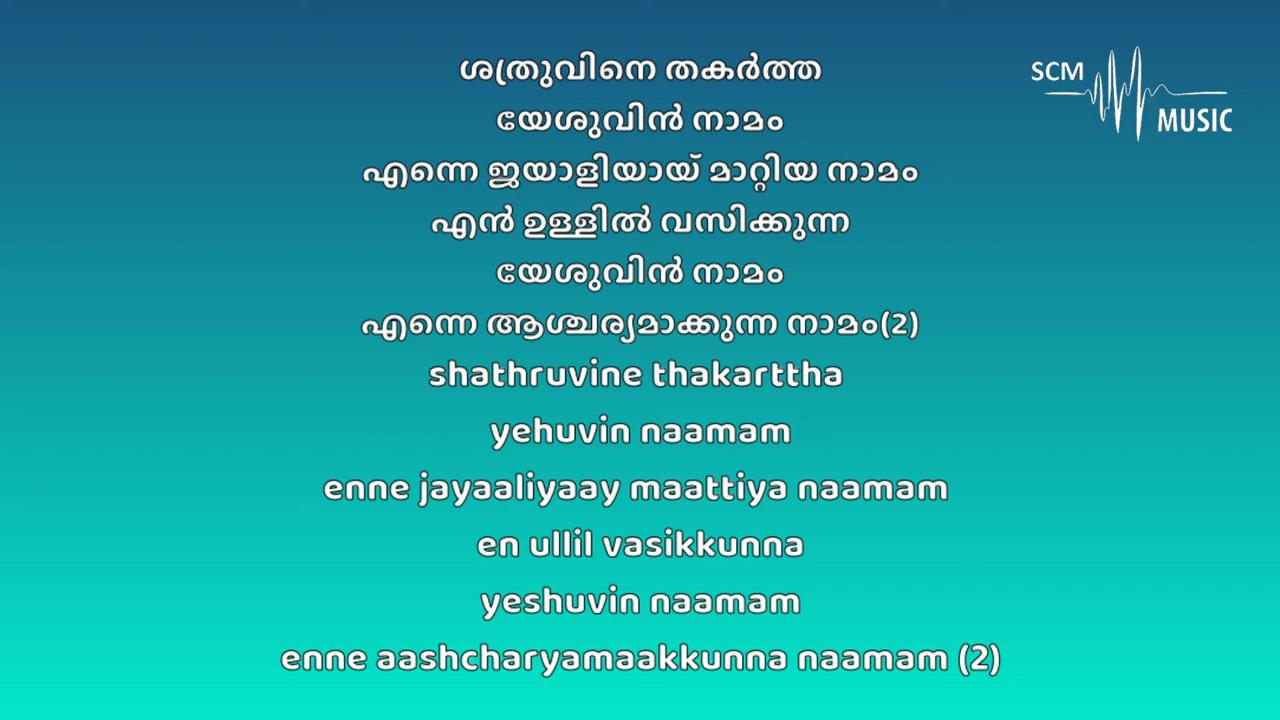 ശത്രുവിനെ തകർത്ത
യേശുവിൻ നാമം
എന്നെ ജയാളിയായ് മാറ്റിയ നാമം
എൻ ഉള്ളിൽ വസിക്കുന്ന
യേശുവിൻ നാമം
എന്നെ ആശ്ചര്യമാക്കുന്ന നാമം(2)
shathruvine thakarttha
yehuvin naamam
enne jayaaliyaay maattiya naamam
en ullil vasikkunna
yeshuvin naamam
enne aashcharyamaakkunna naamam (2)
SCM
MUSIC